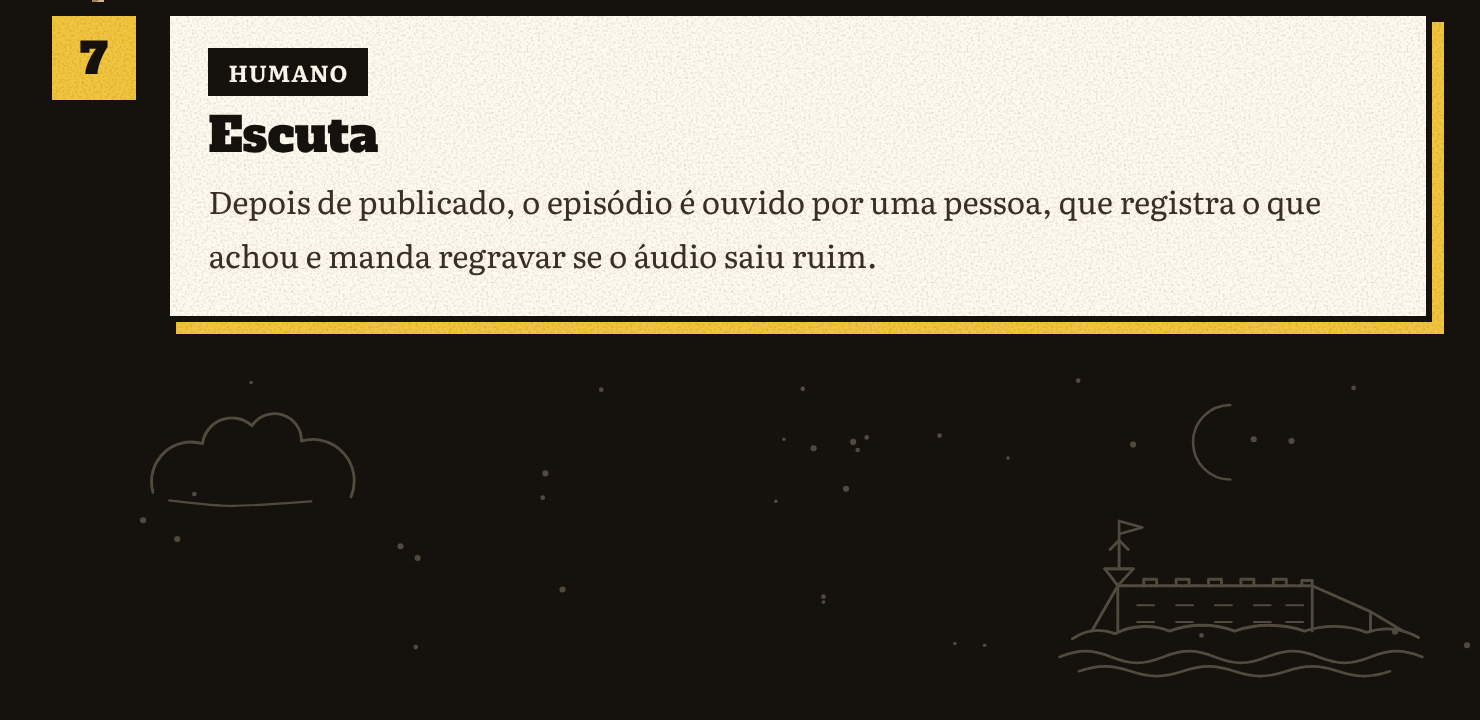 7
HUMANO
Escuta
Depois de publicado, o episódio é ouvido por uma pessoa, que registra o que
achou e manda regravar se o áudio saiu ruim.